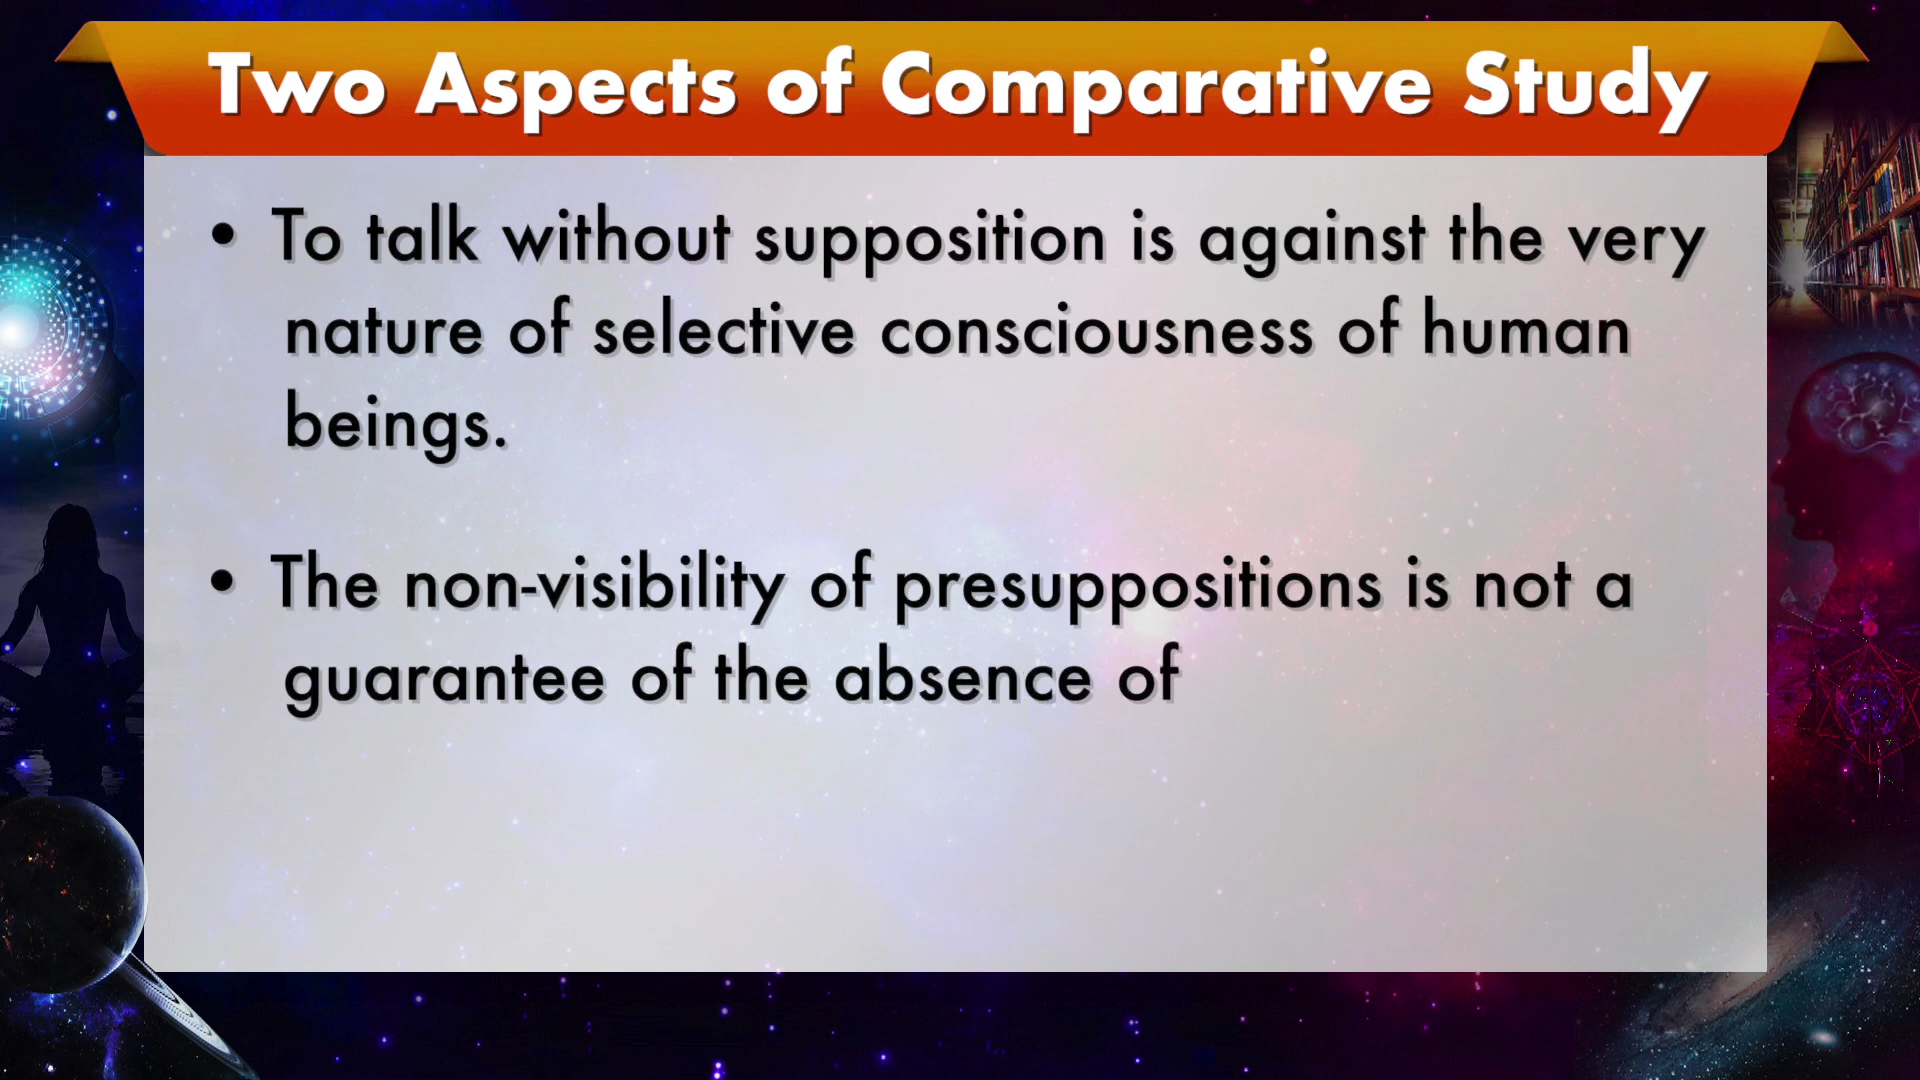 Two Aspects of Comparative Study
• To talk without supposition is against the very
nature of selective consciousness of human
beings.
• The non-visibility of presuppositions is not a
guarantee of the absence of